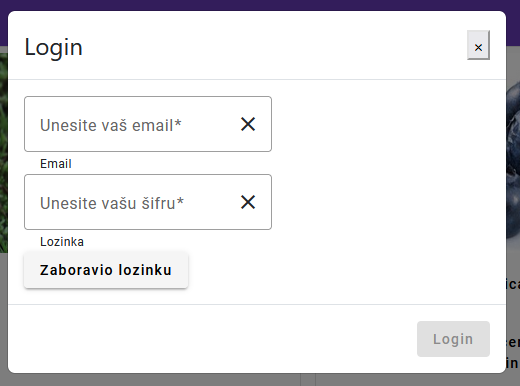 Login
×
Unesite vaš email*
Email
Unesite vašu šifru*
Lozinka
Zaboravio lozinku
Login